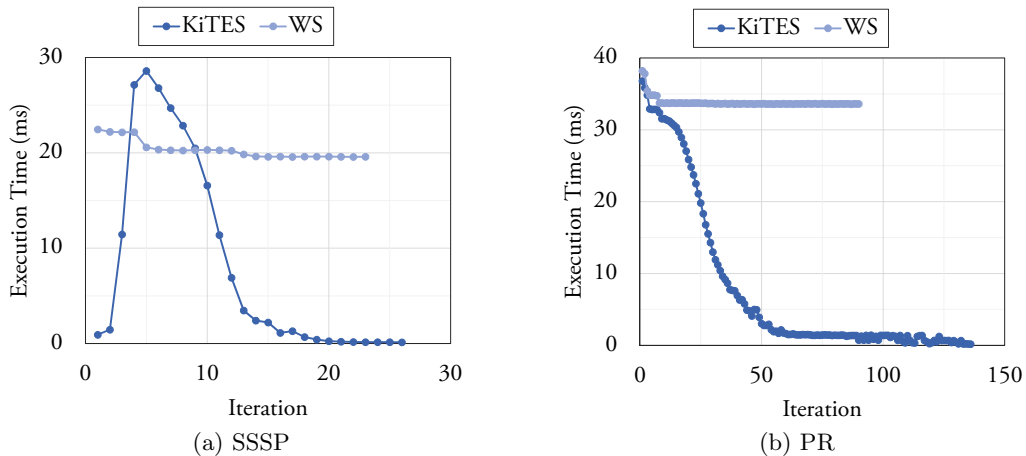 KiTES WS
30
20
10
0
0 10 20 30
Execution Time (ms)
Iteration
(a) SSSP
KiTES WS
40
30
20
10
0
0 50 100 150
Execution Time (ms)
Iteration
(b) PR